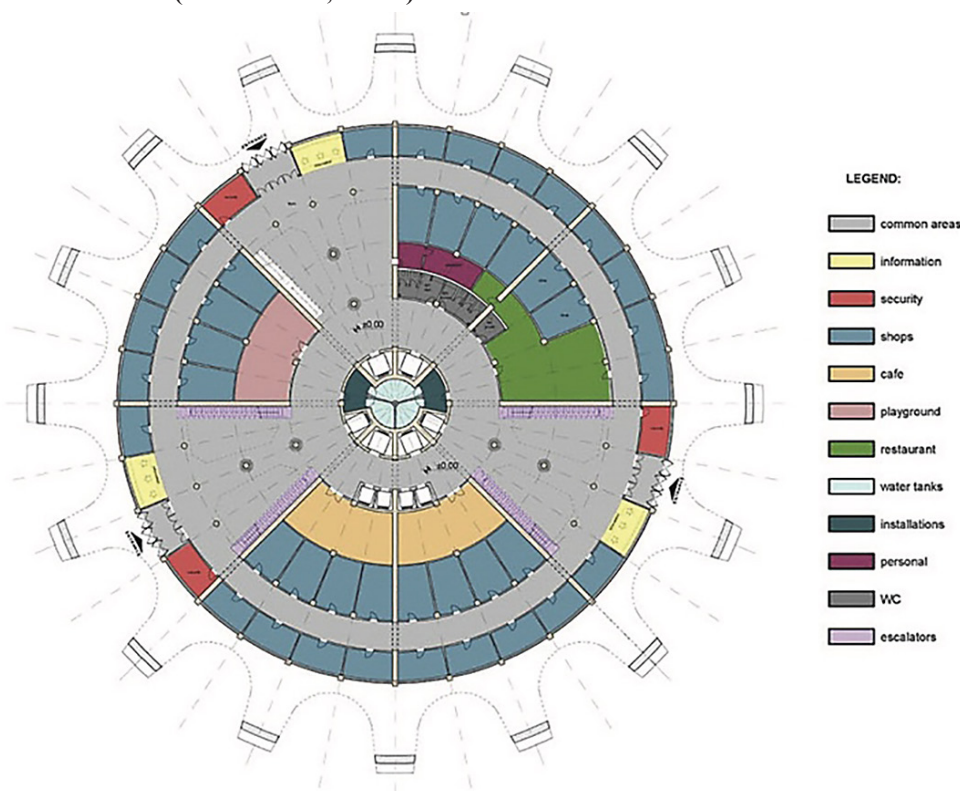 ENTRANCE
±0,00
±0,00
LEGEND:
common areas
information
security
shops
cafe
playground
restaurant
water tanks
installations
personal
WC
escalators